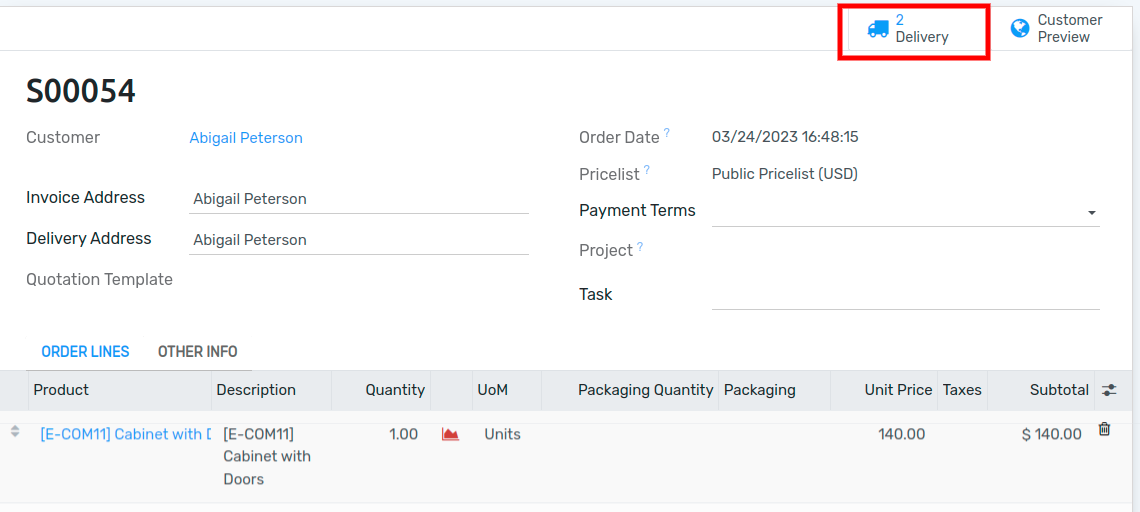 2
Delivery
Customer
Preview
S00054
Customer Abigail Peterson
Order Date ? 03/24/2023 16:48:15
Pricelist ? Public Pricelist (USD)
Invoice Address Abigail Peterson
Payment Terms
Delivery Address Abigail Peterson
Project ?
Quotation Template
Task
ORDER LINES OTHER INFO
Product Description Quantity UoM Packaging Quantity Packaging Unit Price Taxes Subtotal
[E-COM11] Cabinet with D [E-COM11] 1.00 Units 140.00 $ 140.00
Cabinet with
Doors